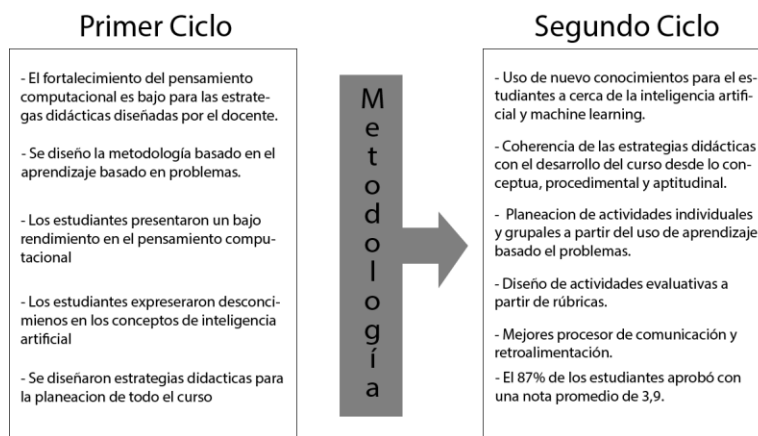 Primer Ciclo
- El fortalecimiento del pensamiento
computacional es bajo para las estrate-
gas didácticas diseñadas por el docente.
- Se diseño la metodología basado en el
aprendizaje basado en problemas.
- Los estudiantes presentaron un bajo
rendimiento en el pensamiento compu-
tacional
- Los estudiantes expreseraron desconci-
mienos en los conceptos de inteligencia
artificial
- Se diseñaron estrategias didacticas para
la planeacion de todo el curso
Metodología
Segundo Ciclo
- Uso de nuevo conocimientos para el es-
tudiantes a cerca de la inteligencia artifi-
cial y machine learning.
- Coherencia de las estrategias didácticas
con el desarrollo del curso desde lo con-
ceptua, procedimental y aptitudinal.
- Planeacion de actividades individuales
y grupales a partir del uso de aprendizaje
basado el problemas.
- Diseño de actividades evaluativas a
partir de rúbricas.
- Mejores procesor de comunicación y
retroalimentación.
- El 87% de los estudiantes aprobó con
una nota promedio de 3,9.